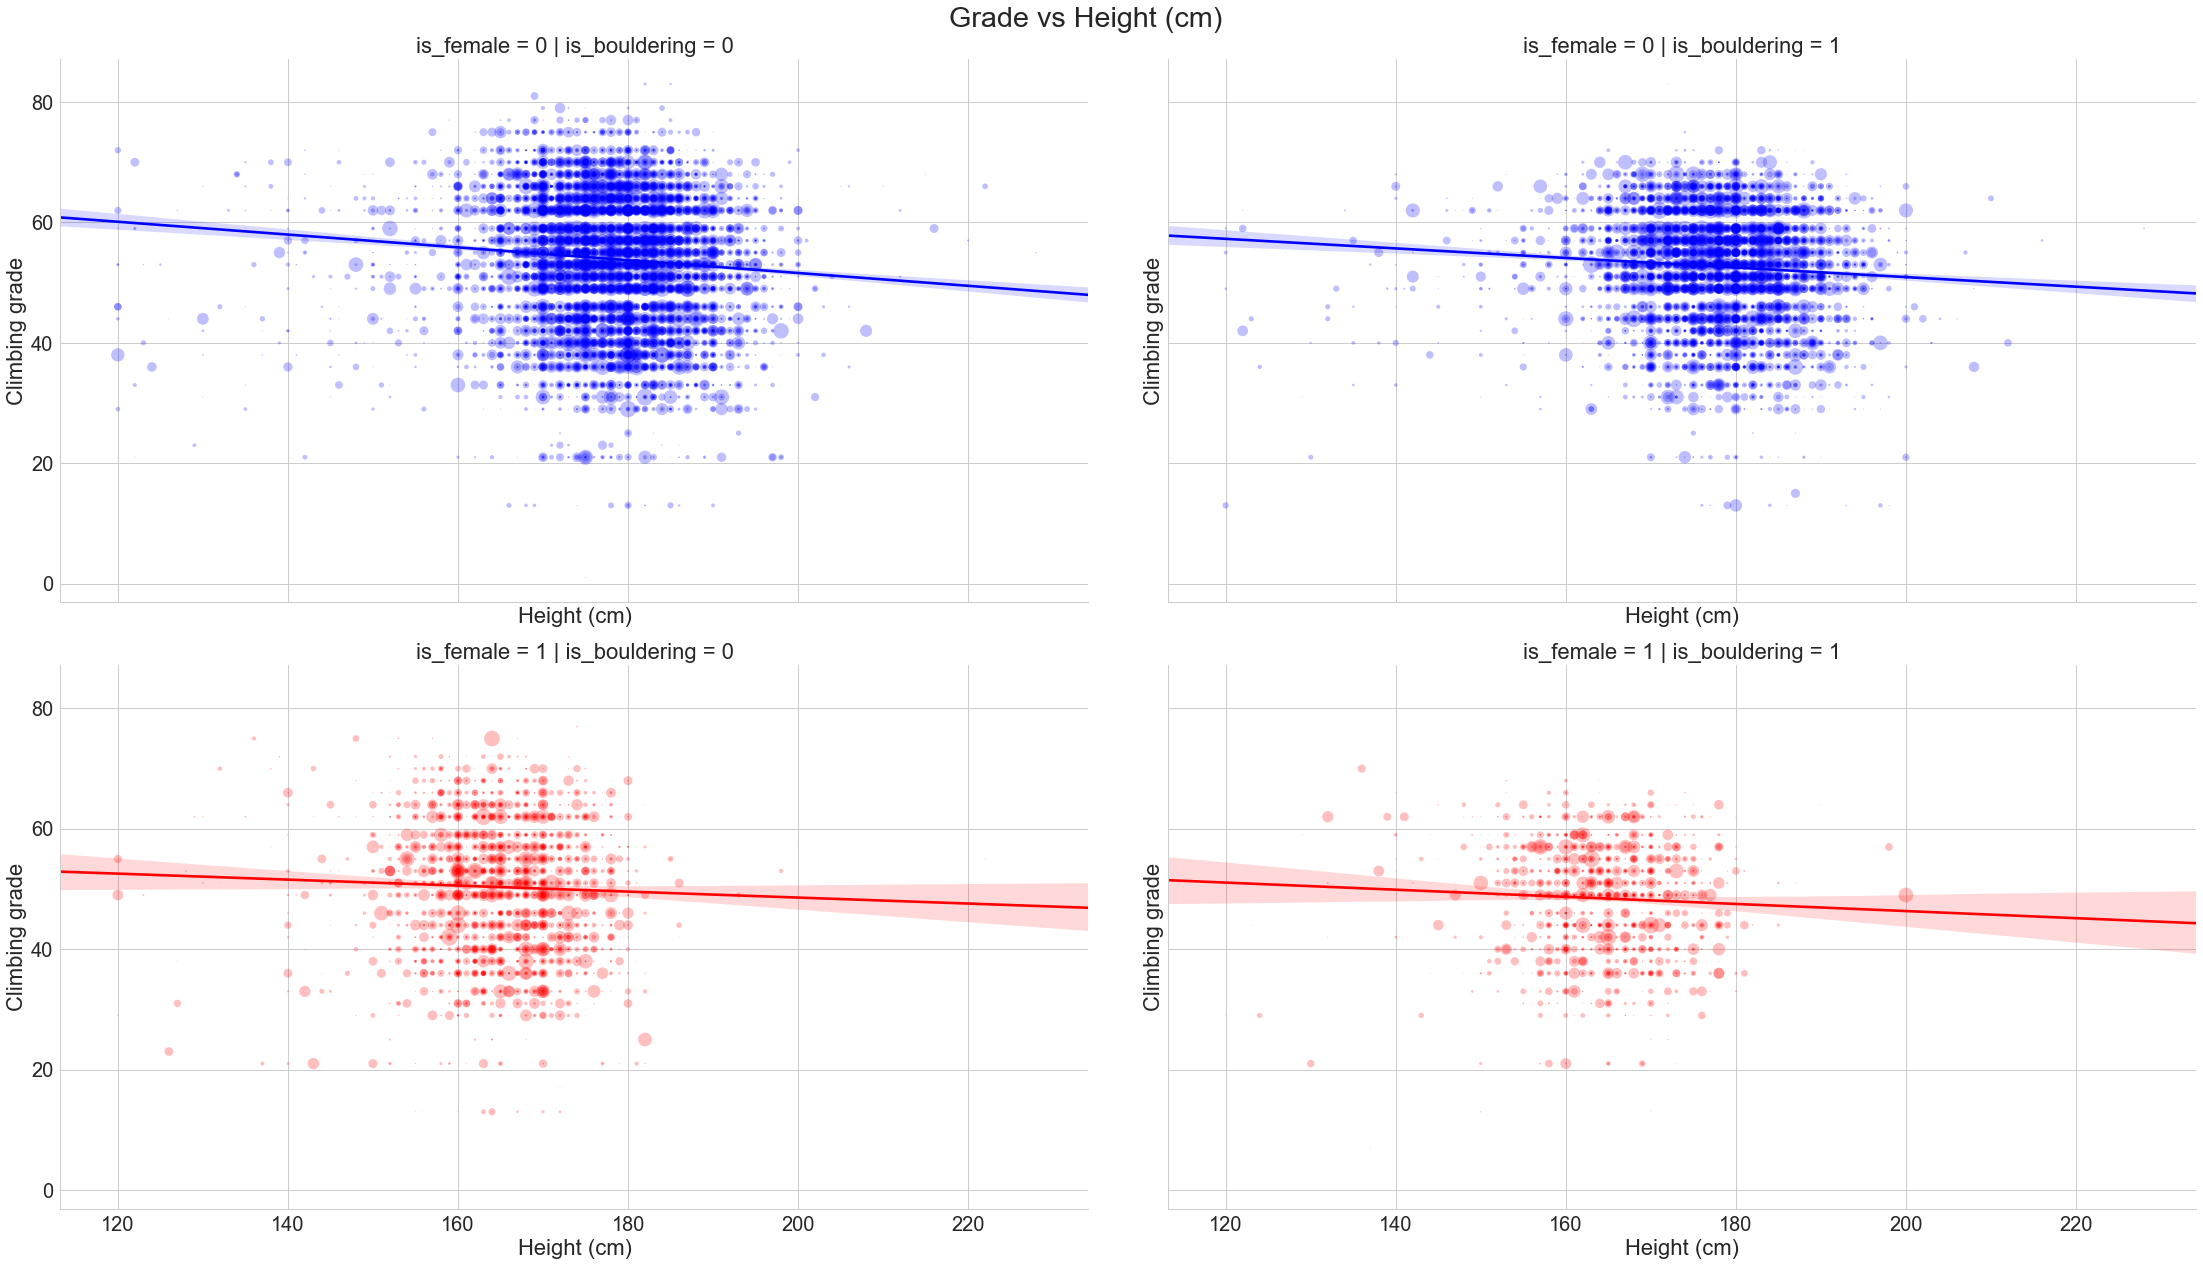 Grade vs Height (cm)
is_female = 0 | is_bouldering = 0
is_female = 0 | is_bouldering = 1
80
60
40
20
0
Climbing grade
Climbing grade
Height (cm)
Height (cm)
is_female = 1 | is_bouldering = 0
is_female = 1 | is_bouldering = 1
80
60
40
20
0
Climbing grade
Climbing grade
120 140 160 180 200 220
120 140 160 180 200 220
Height (cm)
Height (cm)